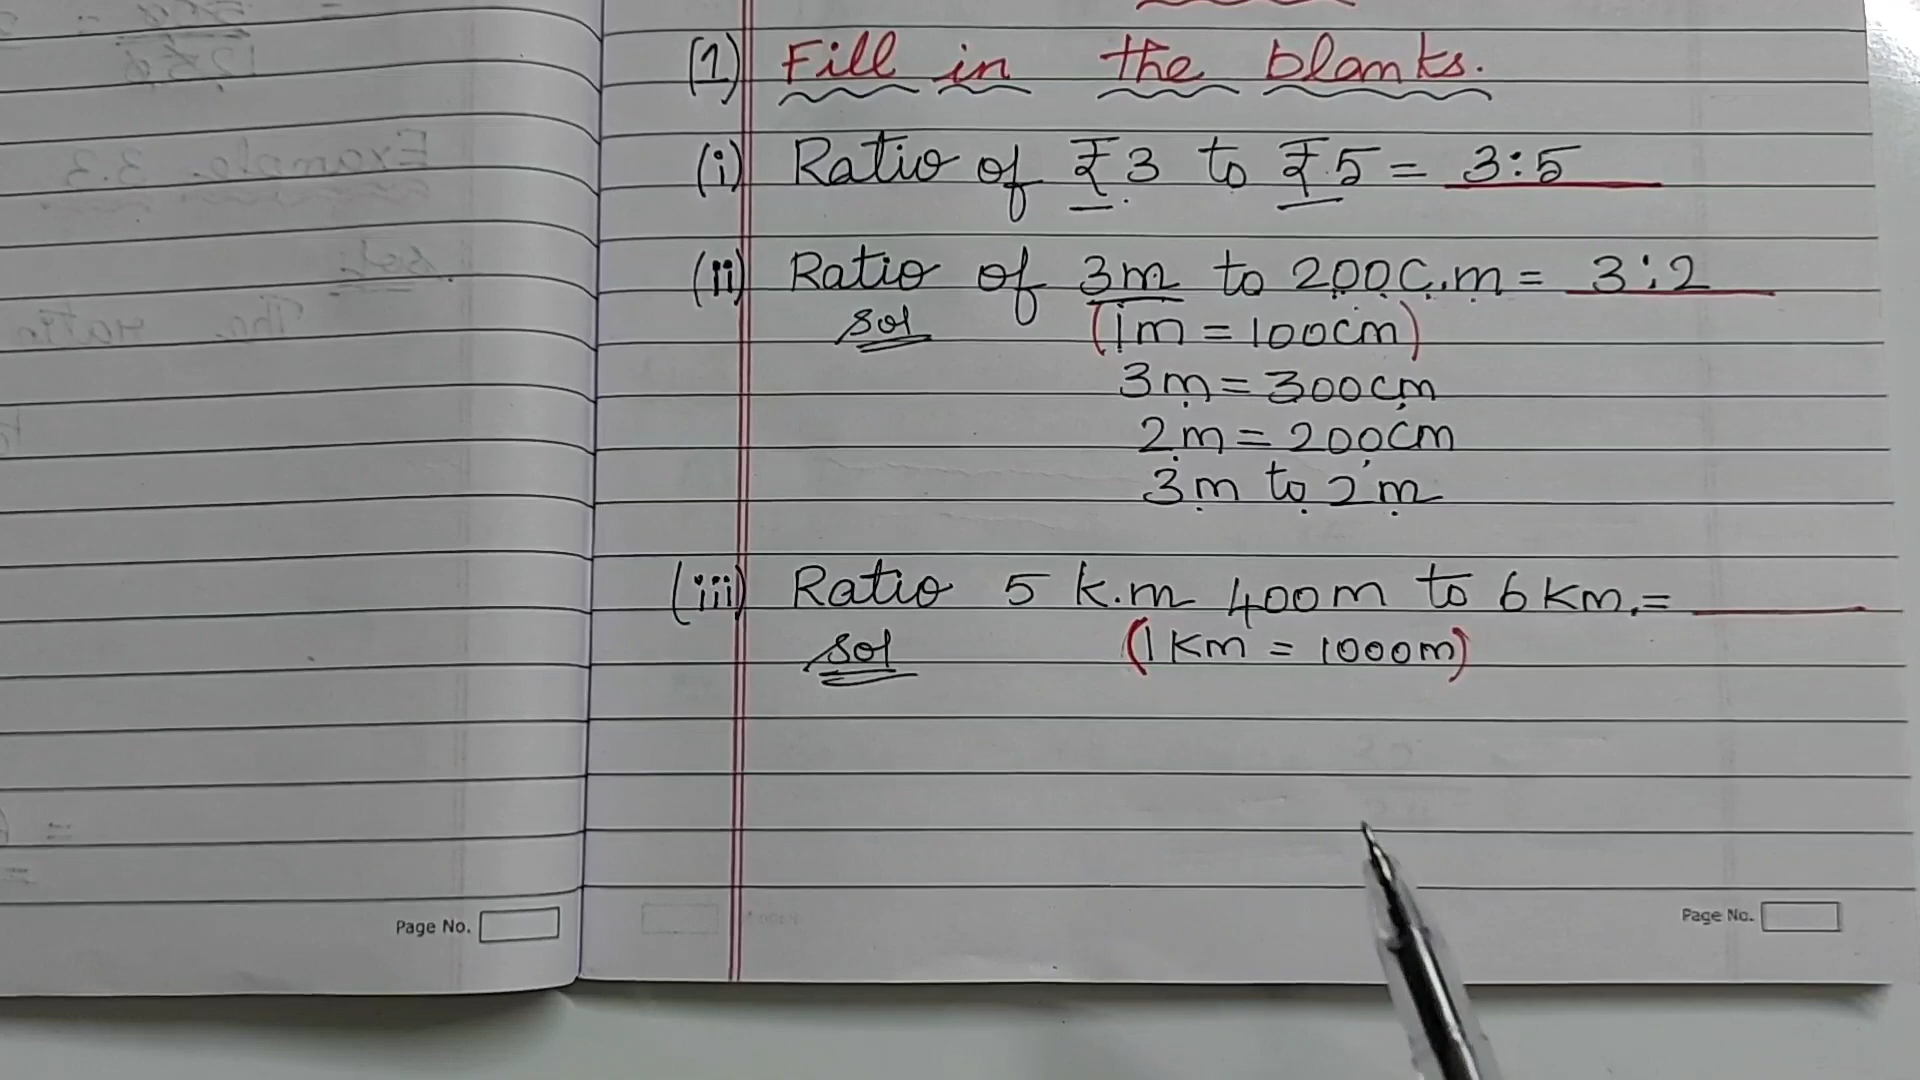 (1) Fill in the blanks.
(i) Ratio of ₹3 to ₹5 = 3:5
(ii) Ratio of 3m to 200c.m = 3:2
Sol (1m = 100cm)
3m = 300cm
2m = 200cm
3m to 2m
(iii) Ratio 5 k.m 400m to 6km. =
Sol (1km = 1000m)
Page No.
Page No.